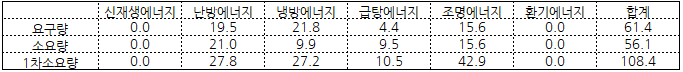 신재생에너지 난방에너지 냉방에너지 급탕에너지 조명에너지 환기에너지 합계
요구량 0.0 19.5 21.8 4.4 15.6 0.0 61.4
소요량 0.0 21.0 9.9 9.5 15.6 0.0 56.1
1차소요량 0.0 27.8 27.2 10.5 42.9 0.0 108.4